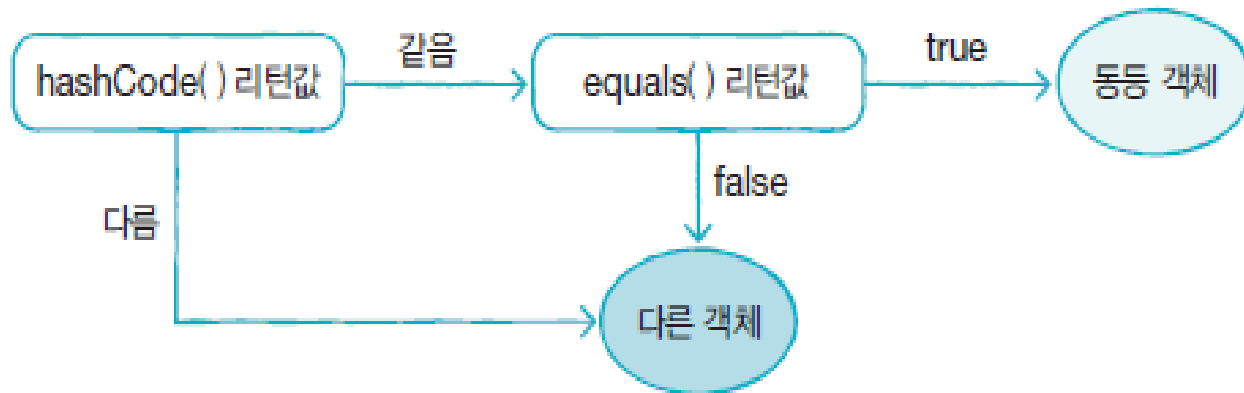 hashCode( ) 리턴값
같음
equals( ) 리턴값
true
동등 객체
다름
false
다른 객체